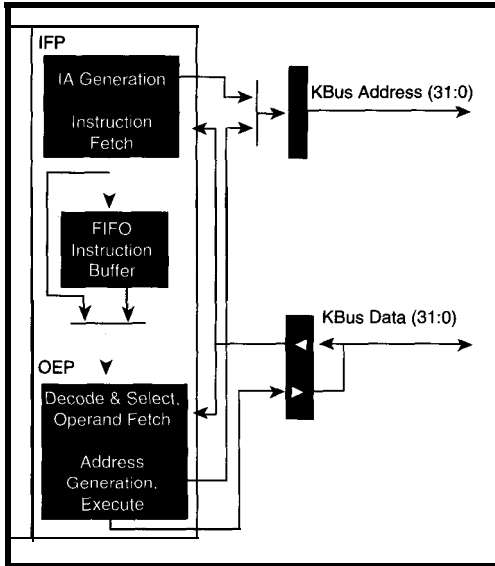 IFP
IA Generation
Instruction
Fetch
KBus Address (31:0)
FIFO
Instruction
Buffer
KBus Data (31:0)
OEP
Decode & Select,
Operand Fetch
Address
Generation,
Execute